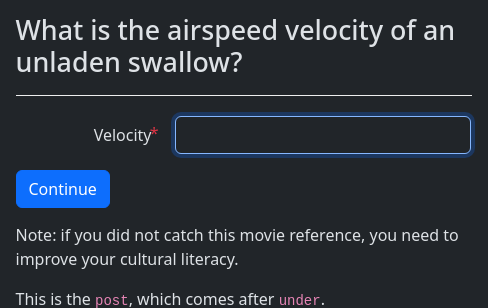 What is the airspeed velocity of an
unladen swallow?
Velocity*
Continue
Note: if you did not catch this movie reference, you need to
improve your cultural literacy.
This is the post, which comes after under.